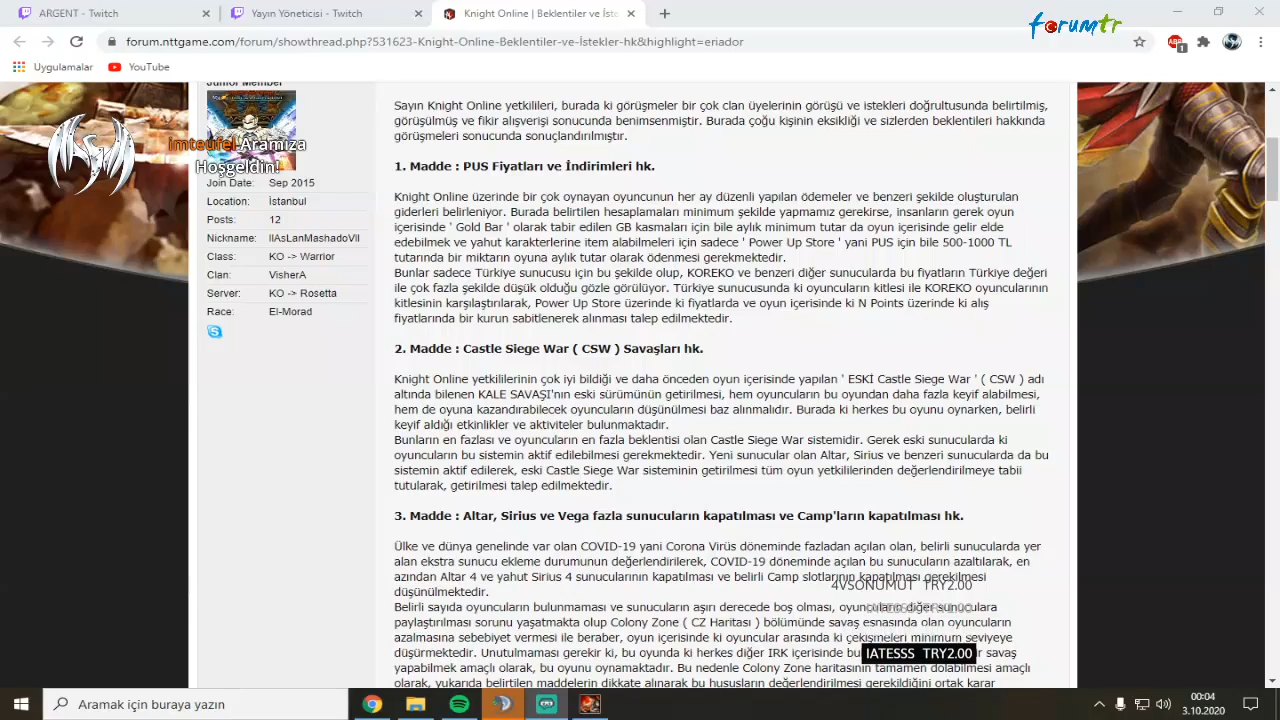 ARGENT - Twitch
Yayın Yöneticisi - Twitch
Knight Online | Beklentiler ve İste
forumtr
forum.nttgame.com/forum/showthread.php?531623-Knight-Online-Beklentiler-ve-İstekler-hk&highlight=eriador
ABP
1
Uygulamalar
YouTube
Junior Member
imteufel Aramıza
Hoşgeldin!
Join Date: Sep 2015
Location: İstanbul
Posts: 12
Nickname: llAsLanMashadoVll
Class: KO -> Warrior
Clan: VisherA
Server: KO -> Rosetta
Race: El-Morad
Sayın Knight Online yetkilileri, burada ki görüşmeler bir çok clan üyelerinin görüşü ve istekleri doğrultusunda belirtilmiş,
görüşülmüş ve fikir alışverişi sonucunda benimsenmiştir. Burada çoğu kişinin eksikliği ve sizlerden beklentileri hakkında
görüşmeleri sonucunda sonuçlandırılmıştır.
1. Madde : PUS Fiyatları ve İndirimleri hk.
Knight Online üzerinde bir çok oynayan oyuncunun her ay düzenli yapılan ödemeler ve benzeri şekilde oluşturulan
giderleri belirleniyor. Burada belirtilen hesaplamaları minimum şekilde yapmamız gerekirse, insanların gerek oyun
içerisinde ' Gold Bar ' olarak tabir edilen GB kasmaları için bile aylık minimum tutar da oyun içerisinde gelir elde
edebilmek ve yahut karakterlerine item alabilmeleri için sadece ' Power Up Store ' yani PUS için bile 500-1000 TL
tutarında bir miktarın oyuna aylık tutar olarak ödenmesi gerekmektedir.
Bunlar sadece Türkiye sunucusu için bu şekilde olup, KOREKO ve benzeri diğer sunucularda bu fiyatların Türkiye değeri
ile çok fazla şekilde düşük olduğu gözle görülüyor. Türkiye sunucusunda ki oyuncuların kitlesi ile KOREKO oyuncularının
kitlesinin karşılaştırılarak, Power Up Store üzerinde ki fiyatlarda ve oyun içerisinde ki N Points üzerinde ki alış
fiyatlarında bir kurun sabitlenerek alınması talep edilmektedir.
2. Madde : Castle Siege War ( CSW ) Savaşları hk.
Knight Online yetkililerinin çok iyi bildiği ve daha önceden oyun içerisinde yapılan ' ESKİ Castle Siege War ' ( CSW ) adı
altında bilenen KALE SAVAŞI'nın eski sürümünün getirilmesi, hem oyuncuların bu oyundan daha fazla keyif alabilmesi,
hem de oyuna kazandırabilecek oyuncuların düşünülmesi baz alınmalıdır. Burada ki herkes bu oyunu oynarken, belirli
keyif aldığı etkinlikler ve aktiviteler bulunmaktadır.
Bunların en fazlası ve oyuncuların en fazla beklentisi olan Castle Siege War sistemidir. Gerek eski sunucularda ki
oyuncuların bu sistemin aktif edilebilmesi gerekmektedir. Yeni sunucular olan Altar, Sirius ve benzeri sunucularda da bu
sistemin aktif edilerek, eski Castle Siege War sisteminin getirilmesi tüm oyun yetkililerinden değerlendirilmeye tabii
tutularak, getirilmesi talep edilmektedir.
3. Madde : Altar, Sirius ve Vega fazla sunucuların kapatılması ve Camp'ların kapatılması hk.
Ülke ve dünya genelinde var olan COVID-19 yani Corona Virüs döneminde fazladan açılan olan, belirli sunucularda yer
alan ekstra sunucu ekleme durumunun değerlendirilerek, COVID-19 döneminde açılan bu sunucuların azaltılarak, en
azından Altar 4 ve yahut Sirius 4 sunucularının kapatılması ve belirli Camp slotlarının kapatılması gerekilmesi
düşünülmektedir.
4VSONUMUT TRY2.00
Belirli sayıda oyuncuların bulunmaması ve sunucuların aşırı derecede boş olması, oyuncuların diğer sunuculara
IATESSS TRY2.00
paylaştırılması sorunu yaşatmakta olup Colony Zone ( CZ Haritası ) bölümünde savaş esnasında olan oyuncuların
azalmasına sebebiyet vermesi ile beraber, oyun içerisinde ki oyuncular arasında ki çekişmeleri minimum seviyeye
düşürmektedir. Unutulmaması gerekir ki, bu oyunda ki herkes diğer IRK içerisinde bu savaş
IATESSS TRY2.00
yapabilmek amaçlı olarak, bu oyunu oynamaktadır. Bu nedenle Colony Zone haritasının tamamen dolabilmesi amaçlı
olarak, yukarıda belirtilen maddelerin dikkate alınarak bu hususların değerlendirilmesi gerekildiğini ortak karar
Aramak için buraya yazın
00:04
3.10.2020